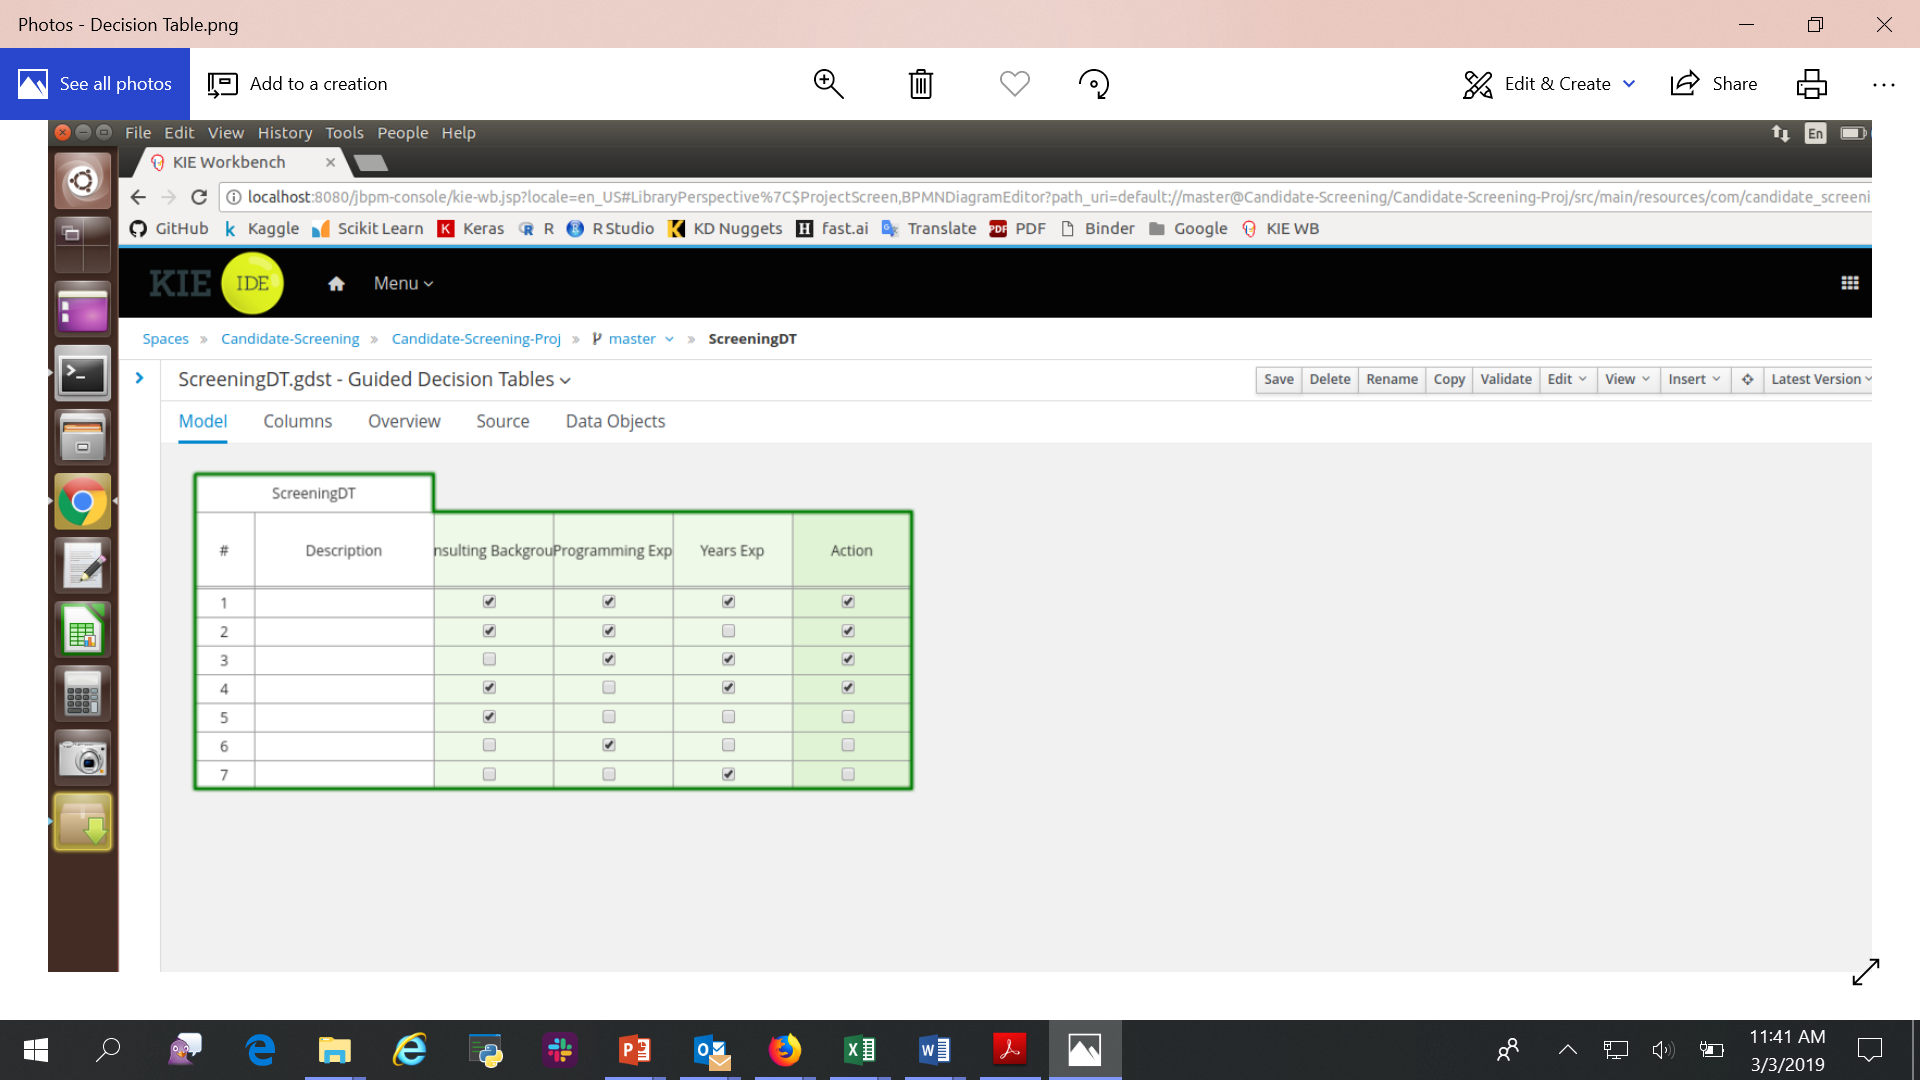 Photos - Decision Table.png
See all photos
Add to a creation
Edit & Create
Share
File Edit View History Tools People Help
En
KIE Workbench
localhost:8080/jbpm-console/kie-wb.jsp?locale=en_US#LibraryPerspective%7C$ProjectScreen,BPMNDiagramEditor?path_uri=default://master@Candidate-Screening/Candidate-Screening-Proj/src/main/resources/com/candidate_screeni
GitHub k Kaggle Scikit Learn K Keras R R R RStudio K KD Nuggets H fast.ai Translate PDF PDF Binder Google KIE WB
KIE IDE Menu
Spaces » Candidate-Screening » Candidate-Screening-Proj » master » ScreeningDT
ScreeningDT.gdst - Guided Decision Tables
Save Delete Rename Copy Validate Edit View Insert Latest Version
Model Columns Overview Source Data Objects
ScreeningDT
# Description nsulting Backgrou Programming Exp Years Exp Action
1
2
3
4
5
6
7
11:41 AM
3/3/2019